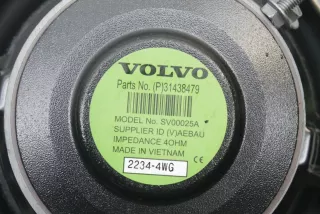 VOLVO
Parts No. (P)31438479
MODEL No. SV00025A
SUPPLIER ID (V)AEBAU
IMPEDANCE 4OHM
MADE IN VIETNAM CE
2234-4WG